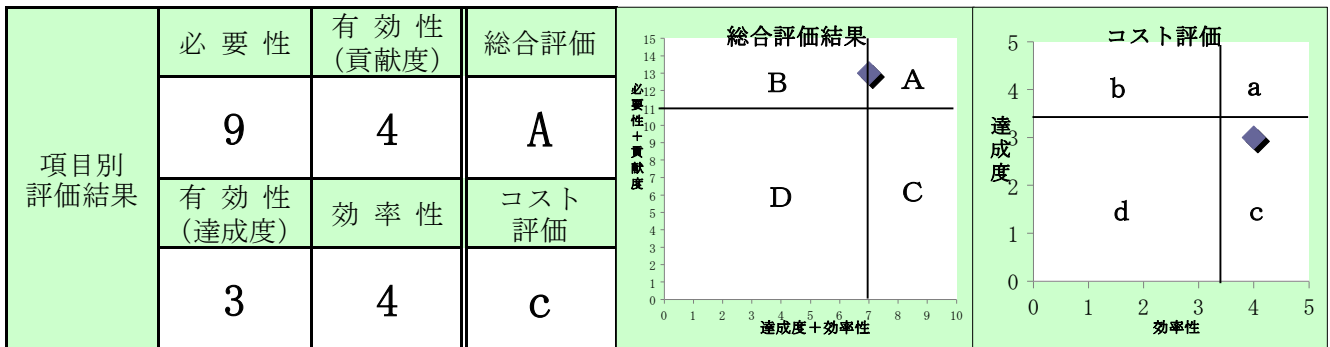 項目別
評価結果
必 要 性
有 効 性
(貢献度)
総合評価
9
4
A
有 効 性
(達成度)
効 率 性
コスト
評価
3
4
c
総合評価結果
必要性＋貢献度
15
14
13
12
11
10
9
8
7
6
5
4
3
2
1
0
B
A
D
C
0 1 2 3 4 5 6 7 8 9 10
達成度＋効率性
コスト評価
達成度
5
4
3
2
1
0
b
a
d
c
0 1 2 3 4 5
効率性